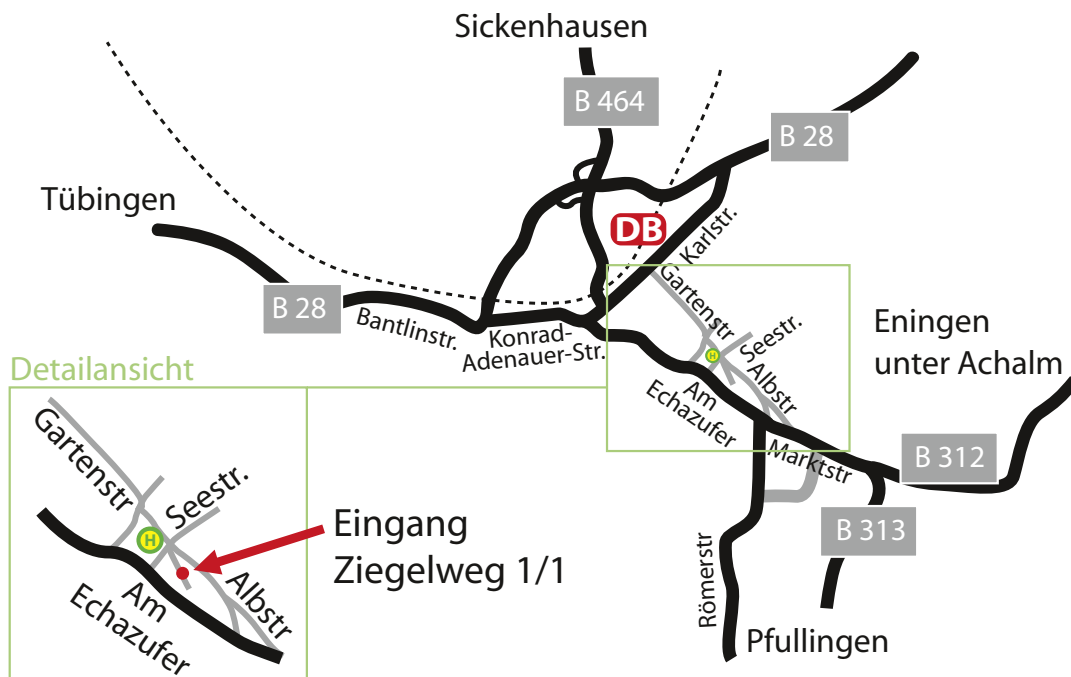 Sickenhausen
B 464
B 28
Tübingen
DB
Karlstr.
B 28
Bantlinstr.
Konrad-
Adenauer-Str.
Gartenstr
Seestr.
H
Albstr
Am
Echazufer
Eningen
unter Achalm
Marktstr
B 312
B 313
Römerstr
Pfullingen
Detailansicht
Gartenstr
Seestr.
H
Eingang
Ziegelweg 1/1
Albstr
Am
Echazufer